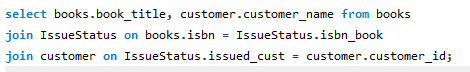 select books.book_title, customer.customer_name from books
join IssueStatus on books.isbn = IssueStatus.isbn_book
join customer on IssueStatus.issued_cust = customer.customer_id;